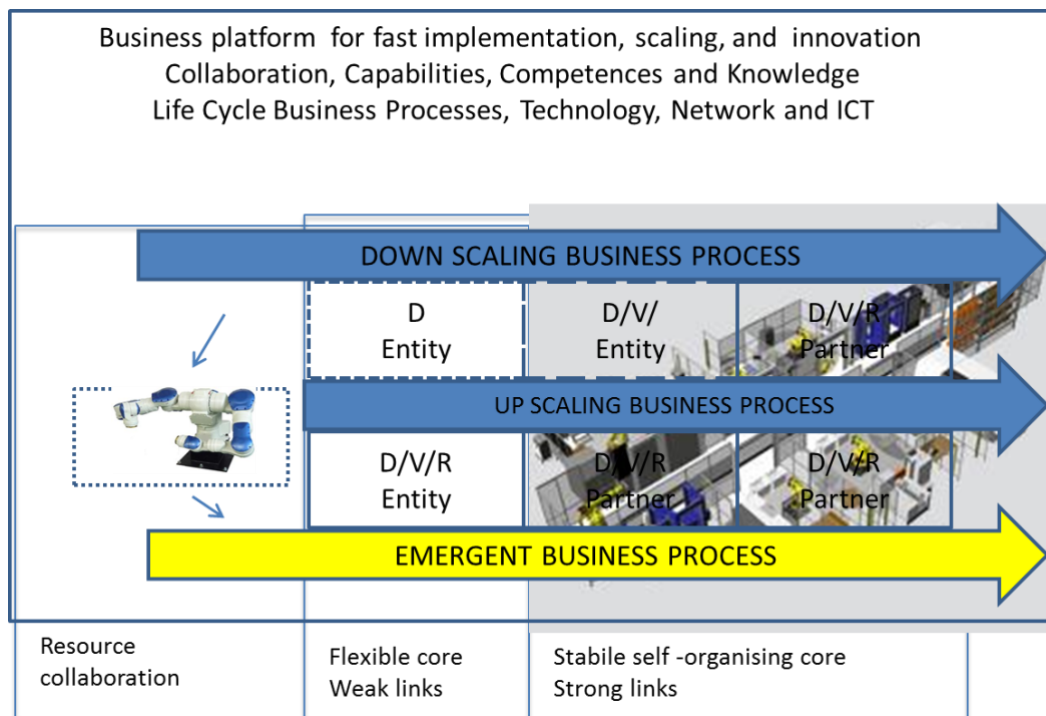 Business platform for fast implementation, scaling, and innovation
Collaboration, Capabilities, Competences and Knowledge
Life Cycle Business Processes, Technology, Network and ICT
DOWN SCALING BUSINESS PROCESS
D
Entity
D/V/
Entity
D/V/R
Partner
UP SCALING BUSINESS PROCESS
D/V/R
Entity
D/V/R
Partner
D/V/R
Partner
EMERGENT BUSINESS PROCESS
Resource
collaboration
Flexible core
Weak links
Stabile self -organising core
Strong links